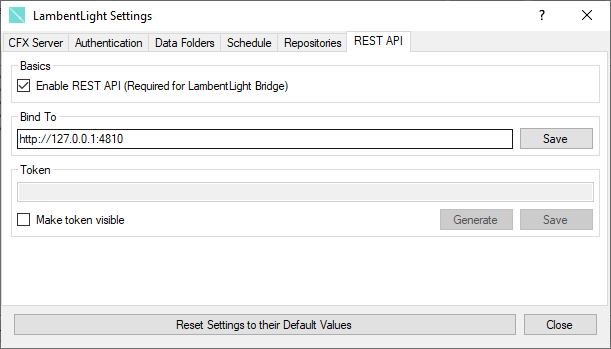 LambentLight Settings
?
CFX Server Authentication Data Folders Schedule Repositories REST API
Basics
Enable REST API (Required for LambentLight Bridge)
Bind To
http://127.0.0.1:4810 Save
Token
Make token visible Generate Save
Reset Settings to their Default Values Close